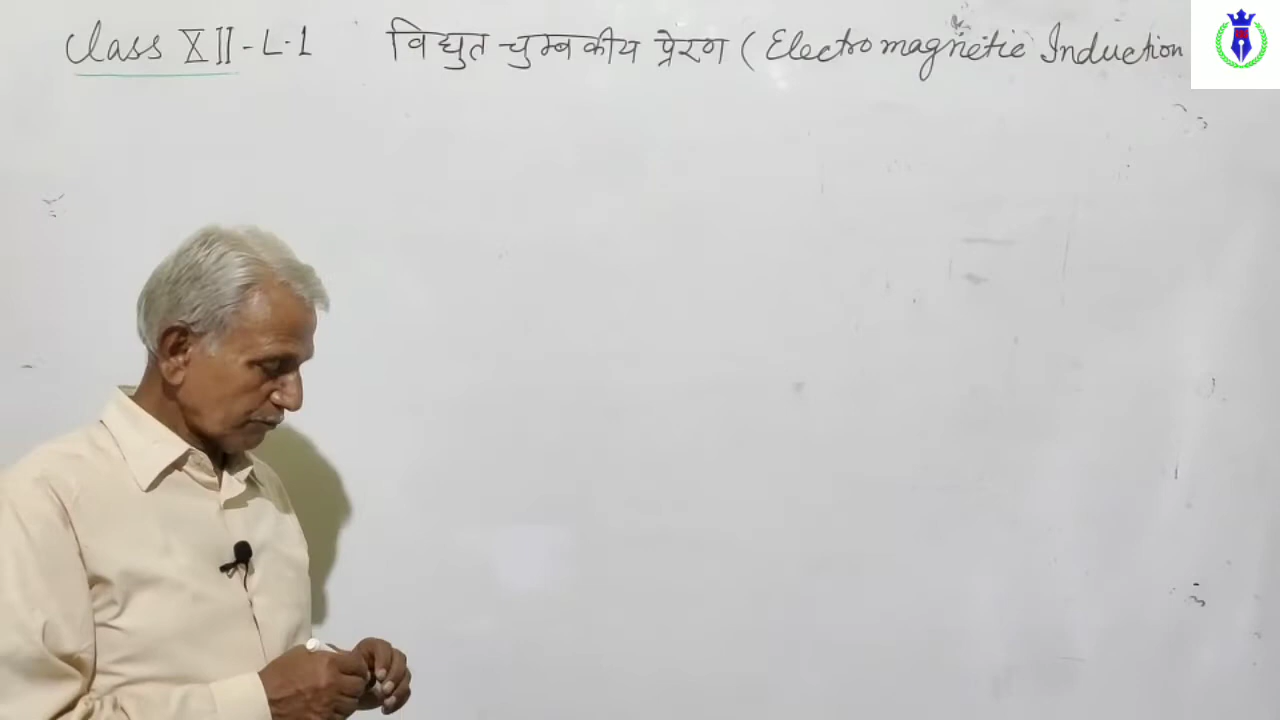 Class XII-L.1 विद्युत चुम्बकीय प्रेरण ( Electromagnetic Induction